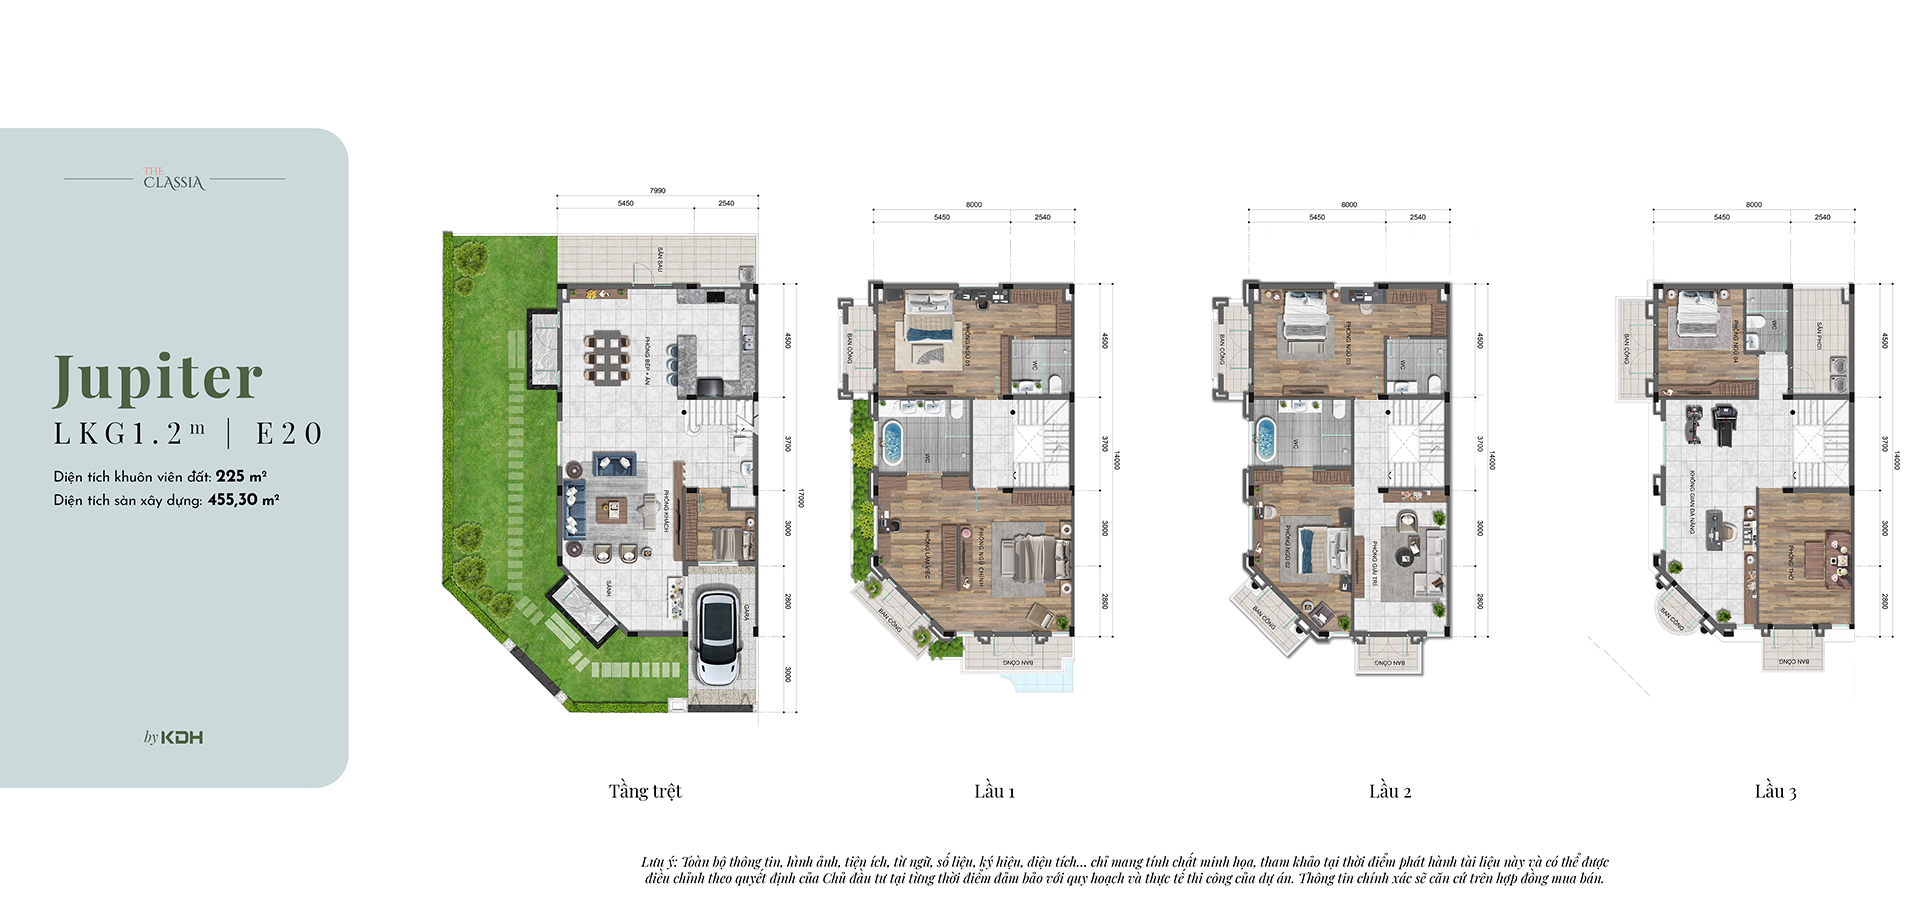 THE
CLASSIA
Jupiter
LKG1.2ᵐ | E20
Diện tích khuôn viên đất: 225 m²
Diện tích sàn xây dựng: 455,30 m²
by KDH
7990
5450
2540
SÂN SAU
PHÒNG BẾP + ĂN
PHÒNG KHÁCH
SẢNH
GARA
4500
3700
3000
2800
3000
17000
Tầng trệt
8000
5450
2540
BAN CÔNG
PHÒNG NGỦ 01
WC
WC
PHÒNG LÀM VIỆC
PHÒNG NGỦ CHÍNH
BAN CÔNG
BAN CÔNG
4500
3700
3000
2800
14000
Lầu 1
8000
5450
2540
BAN CÔNG
PHÒNG NGỦ 03
WC
WC
PHÒNG NGỦ 02
PHÒNG GIẢI TRÍ
BAN CÔNG
BAN CÔNG
4500
3700
3000
2800
14000
Lầu 2
8000
5450
2540
BAN CÔNG
PHÒNG NGỦ 04
WC
SÂN PHƠI
KHÔNG GIAN ĐA NĂNG
PHÒNG THỜ
BAN CÔNG
BAN CÔNG
4500
3700
3000
2800
14000
Lầu 3
Lưu ý: Toàn bộ thông tin, hình ảnh, tiện ích, từ ngữ, số liệu, ký hiệu, diện tích... chỉ mang tính chất minh họa, tham khảo tại thời điểm phát hành tài liệu này và có thể được
điều chỉnh theo quyết định của Chủ đầu tư tại từng thời điểm đảm bảo với quy hoạch và thực tế thi công của dự án. Thông tin chính xác sẽ căn cứ trên hợp đồng mua bán.